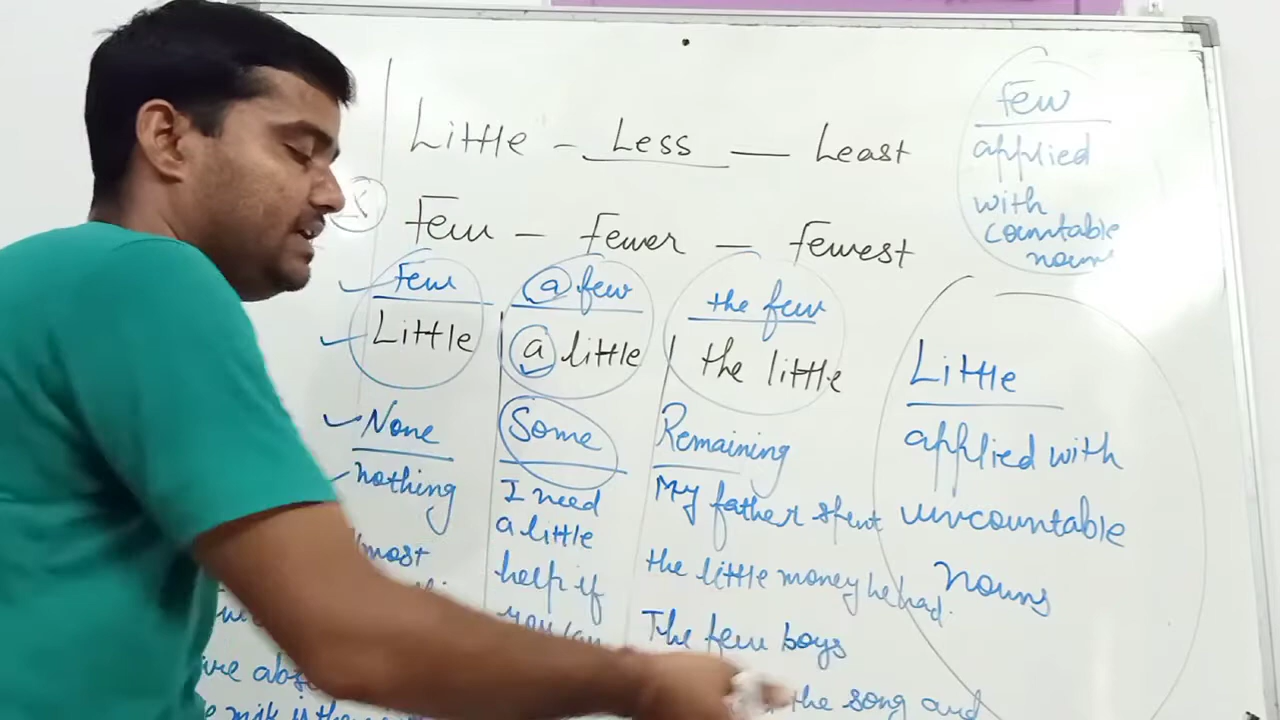 Little - Less — Least
Few — Fewer — fewest
Few
Little
None
nothing
a few
a little
Some
I need
a little
help if
the few
the little
Remaining
My father spent
the little money he had.
The few boys
the song and
Few
applied
with
countable
nouns
Little
applied with
uncountable
nouns